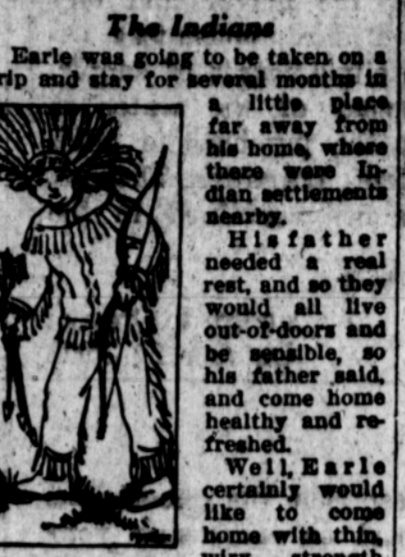 The Indians
Earle was going to be taken on a
rip and stay for several months in
a little place
far away from
his home, where
there were In-
dian settlements
nearby.
His father
needed a real
rest, and so they
would all live
out-of-doors and
be sensible, so
his father said,
and come home
healthy and re-
freshed.
Well, Earle
certainly would
like to come
home with thin,
wiry strength